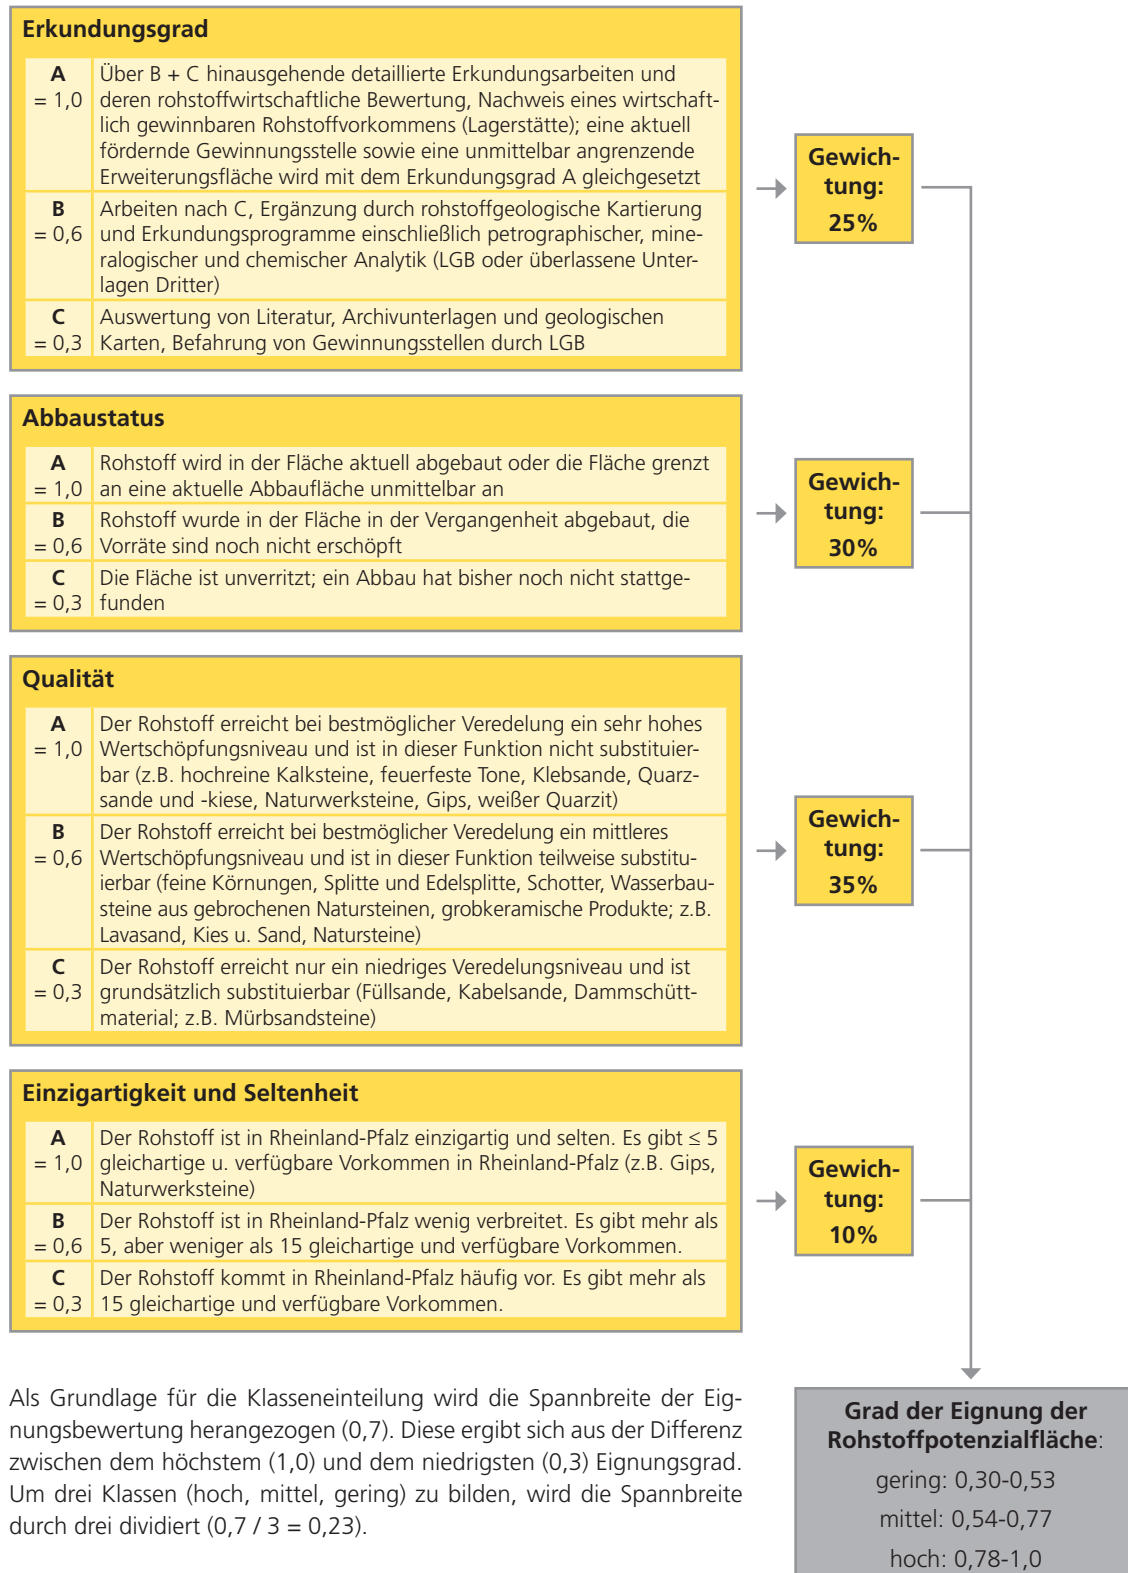 Erkundungsgrad
A
= 1,0
Über B + C hinausgehende detaillierte Erkundungsarbeiten und
deren rohstoffwirtschaftliche Bewertung, Nachweis eines wirtschaft-
lich gewinnbaren Rohstoffvorkommens (Lagerstätte); eine aktuell
fördernde Gewinnungsstelle sowie eine unmittelbar angrenzende
Erweiterungsfläche wird mit dem Erkundungsgrad A gleichgesetzt
B
= 0,6
Arbeiten nach C, Ergänzung durch rohstoffgeologische Kartierung
und Erkundungsprogramme einschließlich petrographischer, mine-
ralogischer und chemischer Analytik (LGB oder überlassene Unter-
lagen Dritter)
C
= 0,3
Auswertung von Literatur, Archivunterlagen und geologischen
Karten, Befahrung von Gewinnungsstellen durch LGB
Gewich-
tung:
25%
Abbaustatus
A
= 1,0
Rohstoff wird in der Fläche aktuell abgebaut oder die Fläche grenzt
an eine aktuelle Abbaufläche unmittelbar an
B
= 0,6
Rohstoff wurde in der Fläche in der Vergangenheit abgebaut, die
Vorräte sind noch nicht erschöpft
C
= 0,3
Die Fläche ist unverritzt; ein Abbau hat bisher noch nicht stattge-
funden
Gewich-
tung:
30%
Qualität
A
= 1,0
Der Rohstoff erreicht bei bestmöglicher Veredelung ein sehr hohes
Wertschöpfungsniveau und ist in dieser Funktion nicht substituier-
bar (z.B. hochreine Kalksteine, feuerfeste Tone, Klebsande, Quarz-
sande und -kiese, Naturwerksteine, Gips, weißer Quarzit)
B
= 0,6
Der Rohstoff erreicht bei bestmöglicher Veredelung ein mittleres
Wertschöpfungsniveau und ist in dieser Funktion teilweise substitu-
ierbar (feine Körnungen, Splitte und Edelsplitte, Schotter, Wasserbau-
steine aus gebrochenen Natursteinen, grobkeramische Produkte; z.B.
Lavasand, Kies u. Sand, Natursteine)
C
= 0,3
Der Rohstoff erreicht nur ein niedriges Veredelungsniveau und ist
grundsätzlich substituierbar (Füllsande, Kabelsande, Dammschütt-
material; z.B. Mürbsandsteine)
Gewich-
tung:
35%
Einzigartigkeit und Seltenheit
A
= 1,0
Der Rohstoff ist in Rheinland-Pfalz einzigartig und selten. Es gibt ≤ 5
gleichartige u. verfügbare Vorkommen in Rheinland-Pfalz (z.B. Gips,
Naturwerksteine)
B
= 0,6
Der Rohstoff ist in Rheinland-Pfalz wenig verbreitet. Es gibt mehr als
5, aber weniger als 15 gleichartige und verfügbare Vorkommen.
C
= 0,3
Der Rohstoff kommt in Rheinland-Pfalz häufig vor. Es gibt mehr als
15 gleichartige und verfügbare Vorkommen.
Gewich-
tung:
10%
Als Grundlage für die Klasseneinteilung wird die Spannbreite der Eig-
nungsbewertung herangezogen (0,7). Diese ergibt sich aus der Differenz
zwischen dem höchstem (1,0) und dem niedrigsten (0,3) Eignungsgrad.
Um drei Klassen (hoch, mittel, gering) zu bilden, wird die Spannbreite
durch drei dividiert (0,7 / 3 = 0,23).
Grad der Eignung der
Rohstoffpotenzialfläche:
gering: 0,30-0,53
mittel: 0,54-0,77
hoch: 0,78-1,0